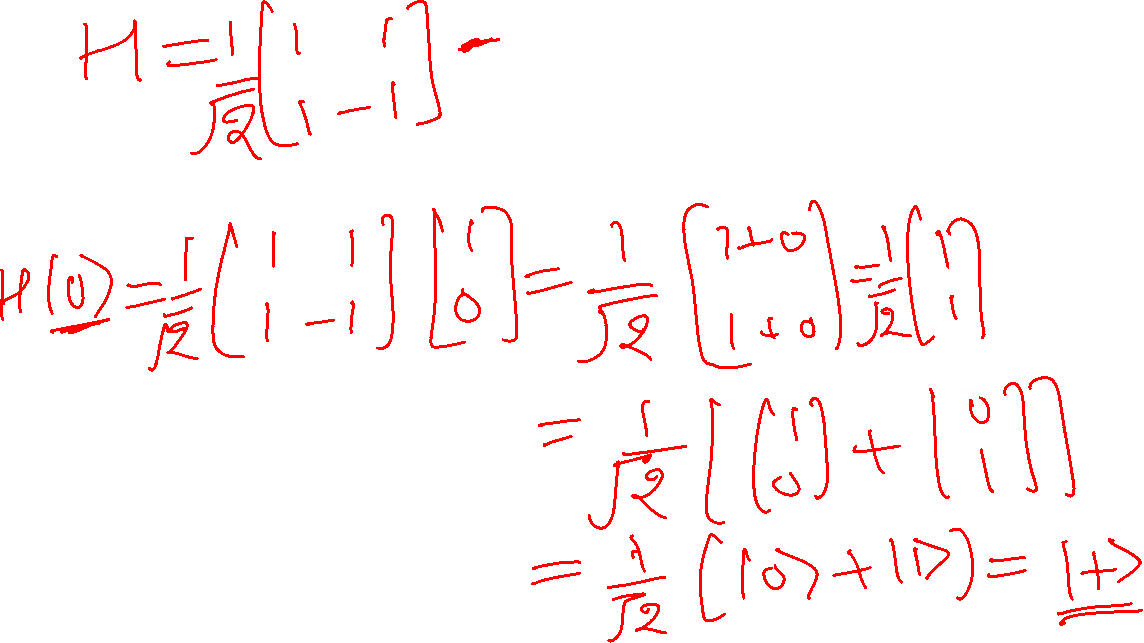 H = 1/√2 [1 1 ; 1 -1] -
H|0⟩ = 1/√2 [1 1 ; 1 -1] [1 ; 0] = 1/√2 [1+0 ; 1+0] = 1/√2 [1 ; 1]
= 1/√2 [[1 ; 0] + [0 ; 1]]
= 1/√2 (|0⟩ + |1⟩) = |+⟩